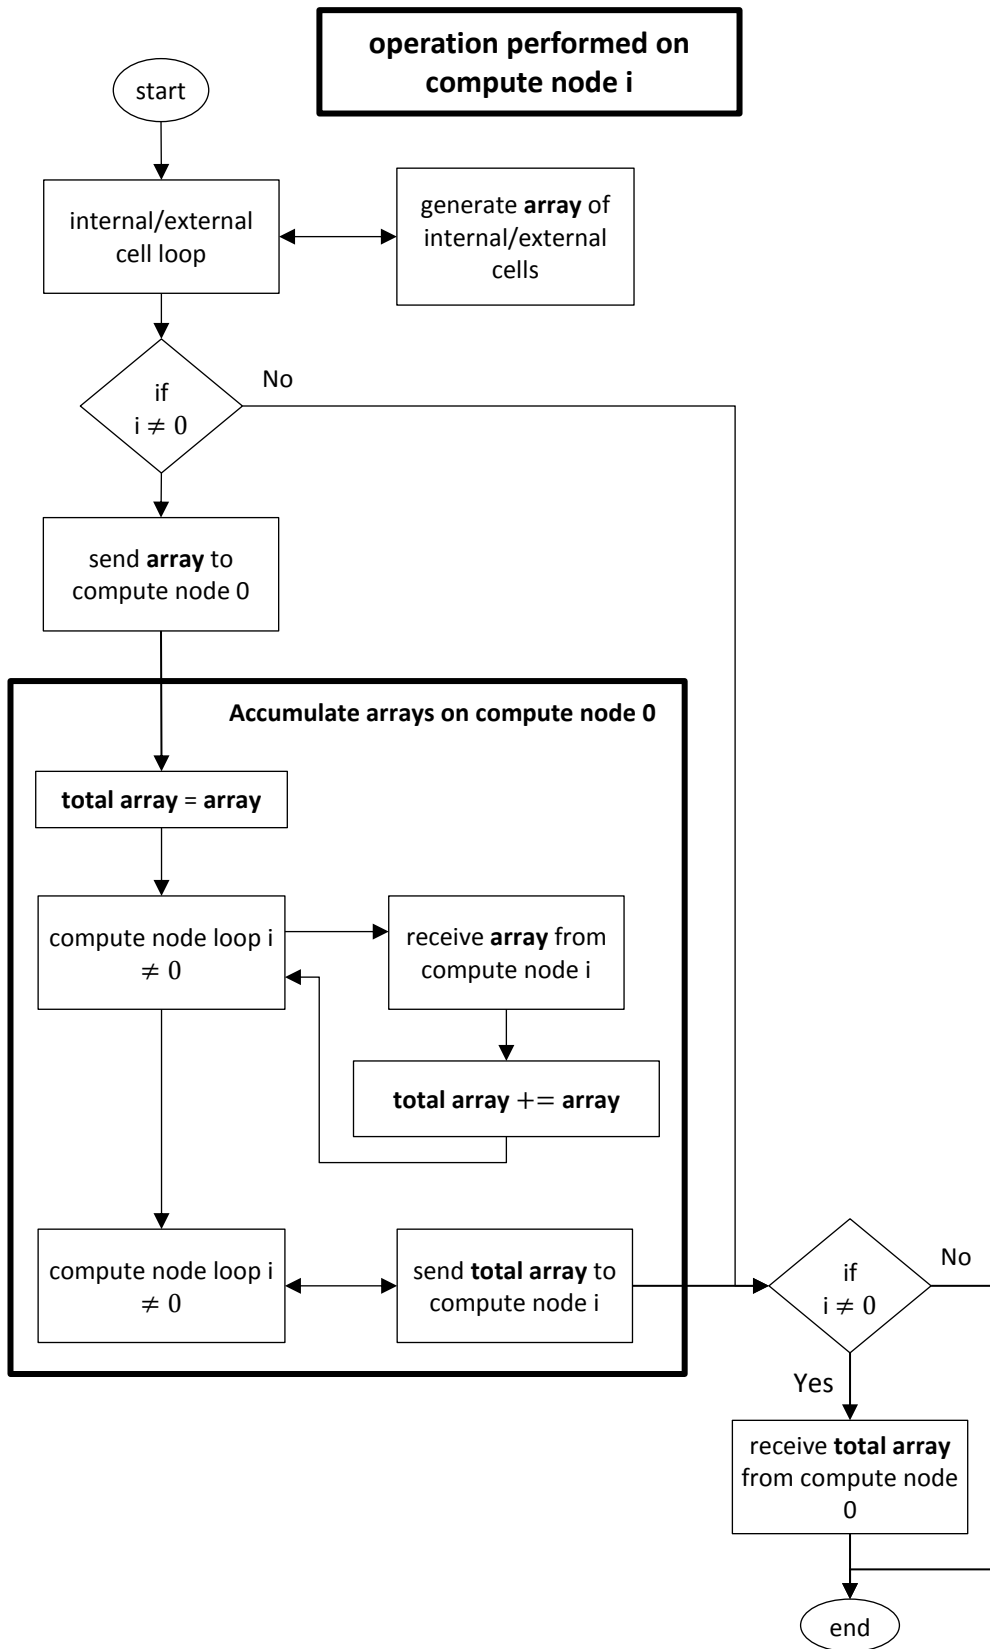 operation performed on
compute node i
start
internal/external
cell loop
generate array of
internal/external
cells
if
i ≠ 0
No
send array to
compute node 0
Accumulate arrays on compute node 0
total array = array
compute node loop i
≠ 0
receive array from
compute node i
total array += array
compute node loop i
≠ 0
send total array to
compute node i
if
i ≠ 0
No
Yes
receive total array
from compute node
0
end